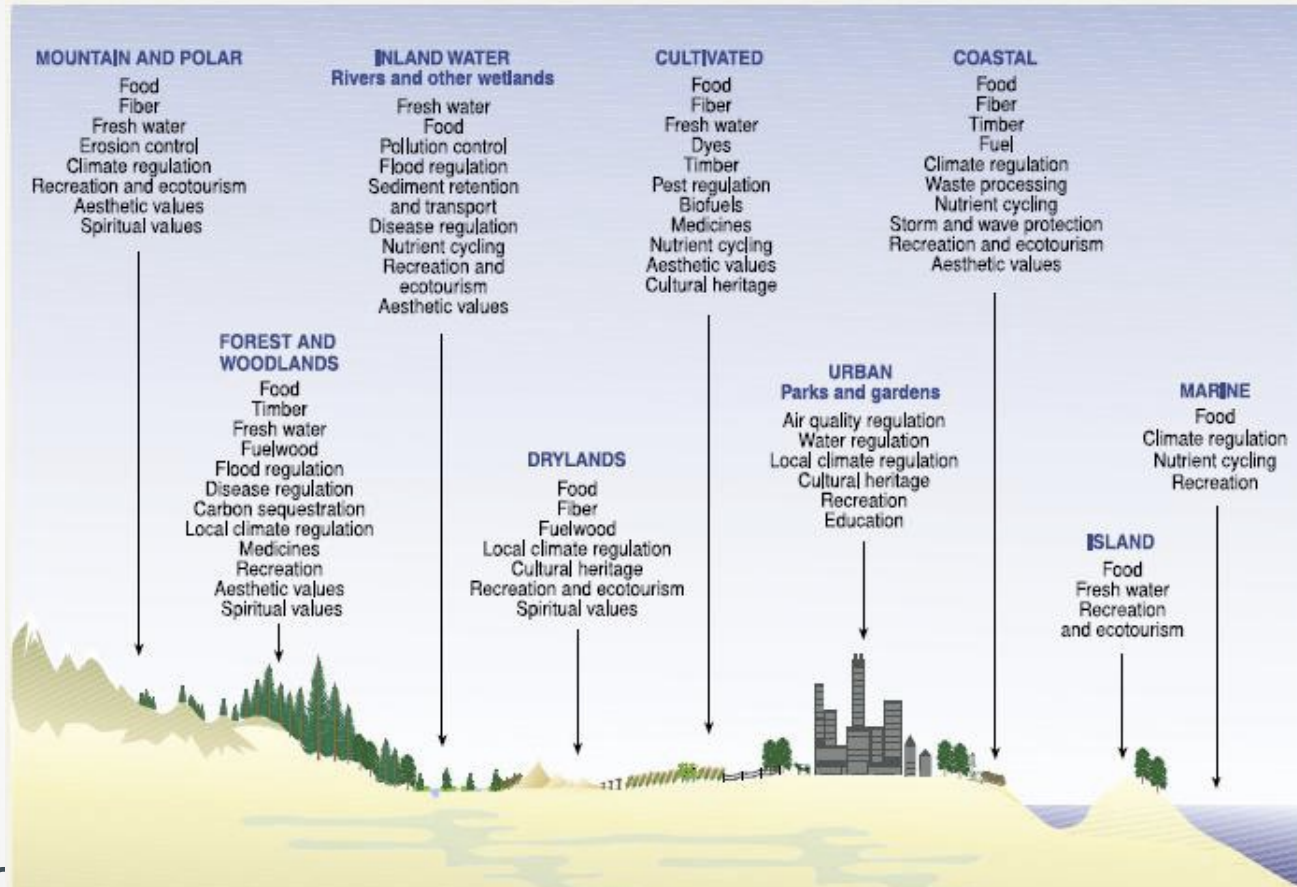 MOUNTAIN AND POLAR
Food
Fiber
Fresh water
Erosion control
Climate regulation
Recreation and ecotourism
Aesthetic values
Spiritual values
INLAND WATER
Rivers and other wetlands
Fresh water
Food
Pollution control
Flood regulation
Sediment retention
and transport
Disease regulation
Nutrient cycling
Recreation and
ecotourism
Aesthetic values
CULTIVATED
Food
Fiber
Fresh water
Dyes
Timber
Pest regulation
Biofuels
Medicines
Nutrient cycling
Aesthetic values
Cultural heritage
COASTAL
Food
Fiber
Timber
Fuel
Climate regulation
Waste processing
Nutrient cycling
Storm and wave protection
Recreation and ecotourism
Aesthetic values
FOREST AND
WOODLANDS
Food
Timber
Fresh water
Fuelwood
Flood regulation
Disease regulation
Carbon sequestration
Local climate regulation
Medicines
Recreation
Aesthetic values
Spiritual values
DRYLANDS
Food
Fiber
Fuelwood
Local climate regulation
Cultural heritage
Recreation and ecotourism
Spiritual values
URBAN
Parks and gardens
Air quality regulation
Water regulation
Local climate regulation
Cultural heritage
Recreation
Education
MARINE
Food
Climate regulation
Nutrient cycling
Recreation
ISLAND
Food
Fresh water
Recreation
and ecotourism